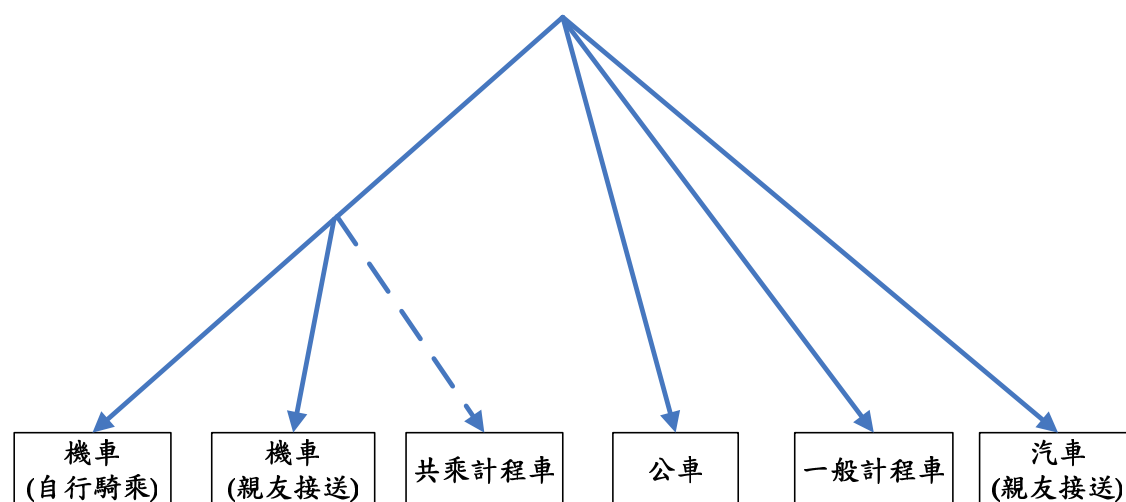 機車
(自行騎乘)
機車
(親友接送)
共乘計程車
公車
一般計程車
汽車
(親友接送)